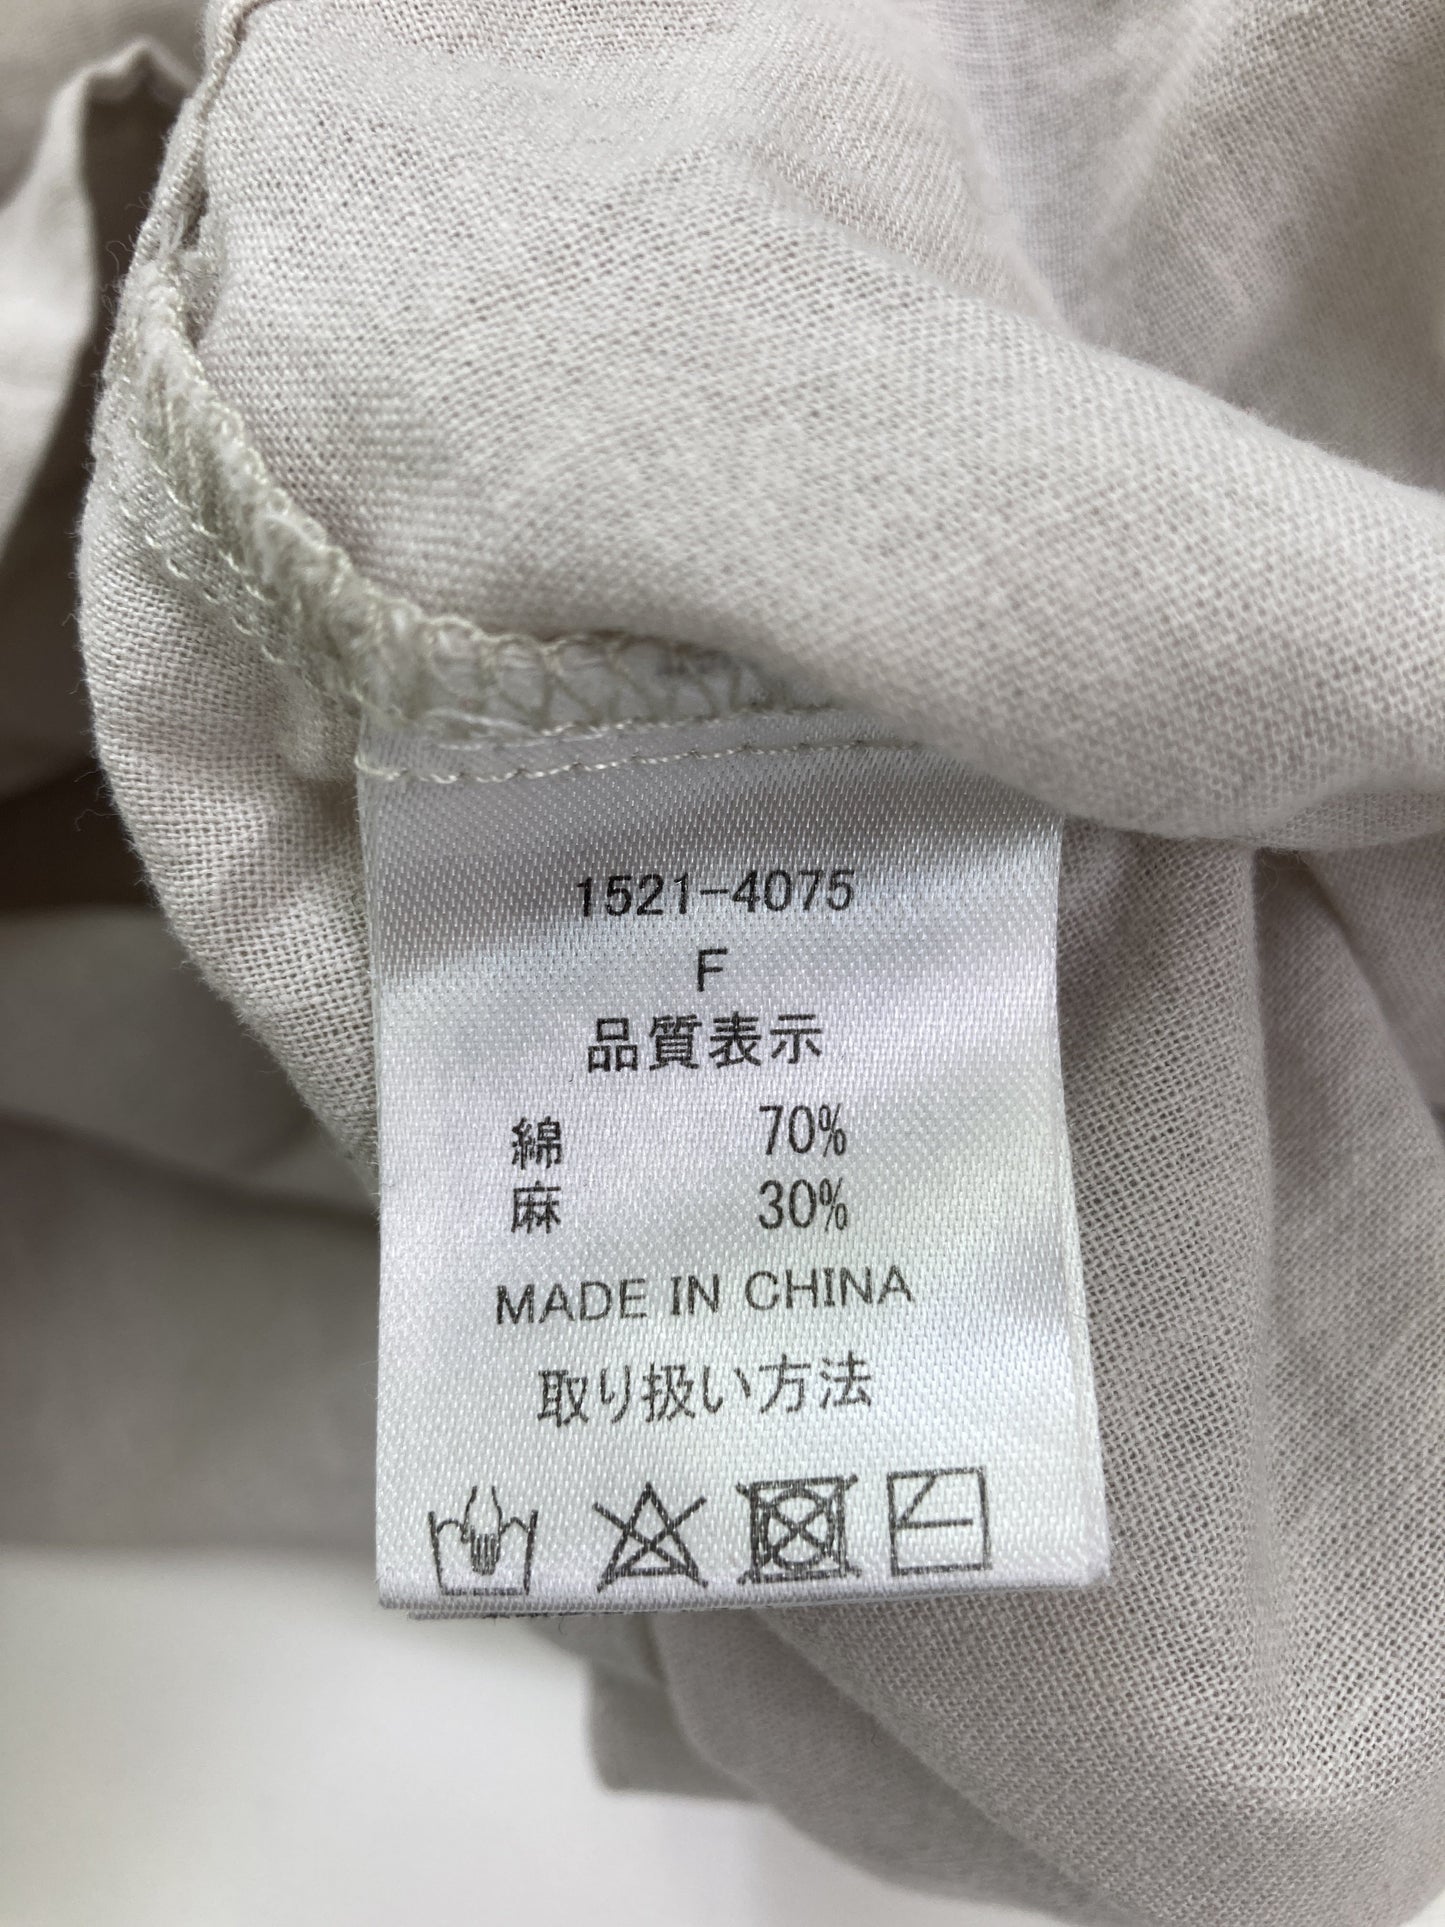 1521-4075
F
品質表示
綿 70%
麻 30%
MADE IN CHINA
取り扱い方法